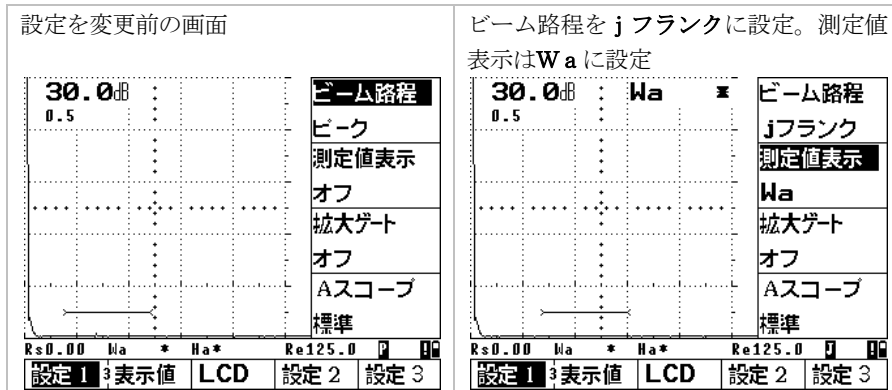 設定を変更前の画面
30.0dB
0.5
ビーム路程
ピーク
測定値表示
オフ
拡大ゲート
オフ
Aスコープ
標準
Rs0.00 Wa * Ha* Re125.0 P
設定1 3 表示値 LCD 設定2 設定3
ビーム路程をjフランクに設定。測定値
表示はWaに設定
30.0dB Wa
0.5
ビーム路程
jフランク
測定値表示
Wa
拡大ゲート
オフ
Aスコープ
標準
Rs0.00 Wa * Ha* Re125.0 J
設定1 3 表示値 LCD 設定2 設定3